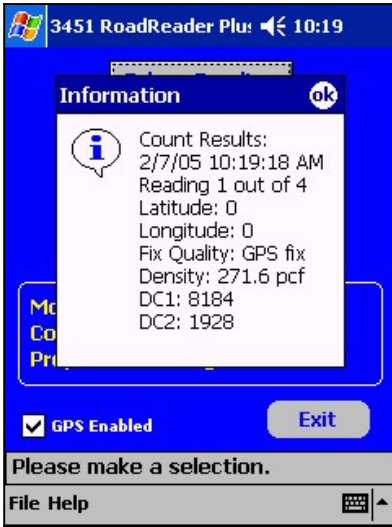 3451 RoadReader Plu: 10:19
Information ok
Count Results:
2/7/05 10:19:18 AM
Reading 1 out of 4
Latitude: 0
Longitude: 0
Fix Quality: GPS fix
Density: 271.6 pcf
DC1: 8184
DC2: 1928
GPS Enabled
Exit
Please make a selection.
File Help